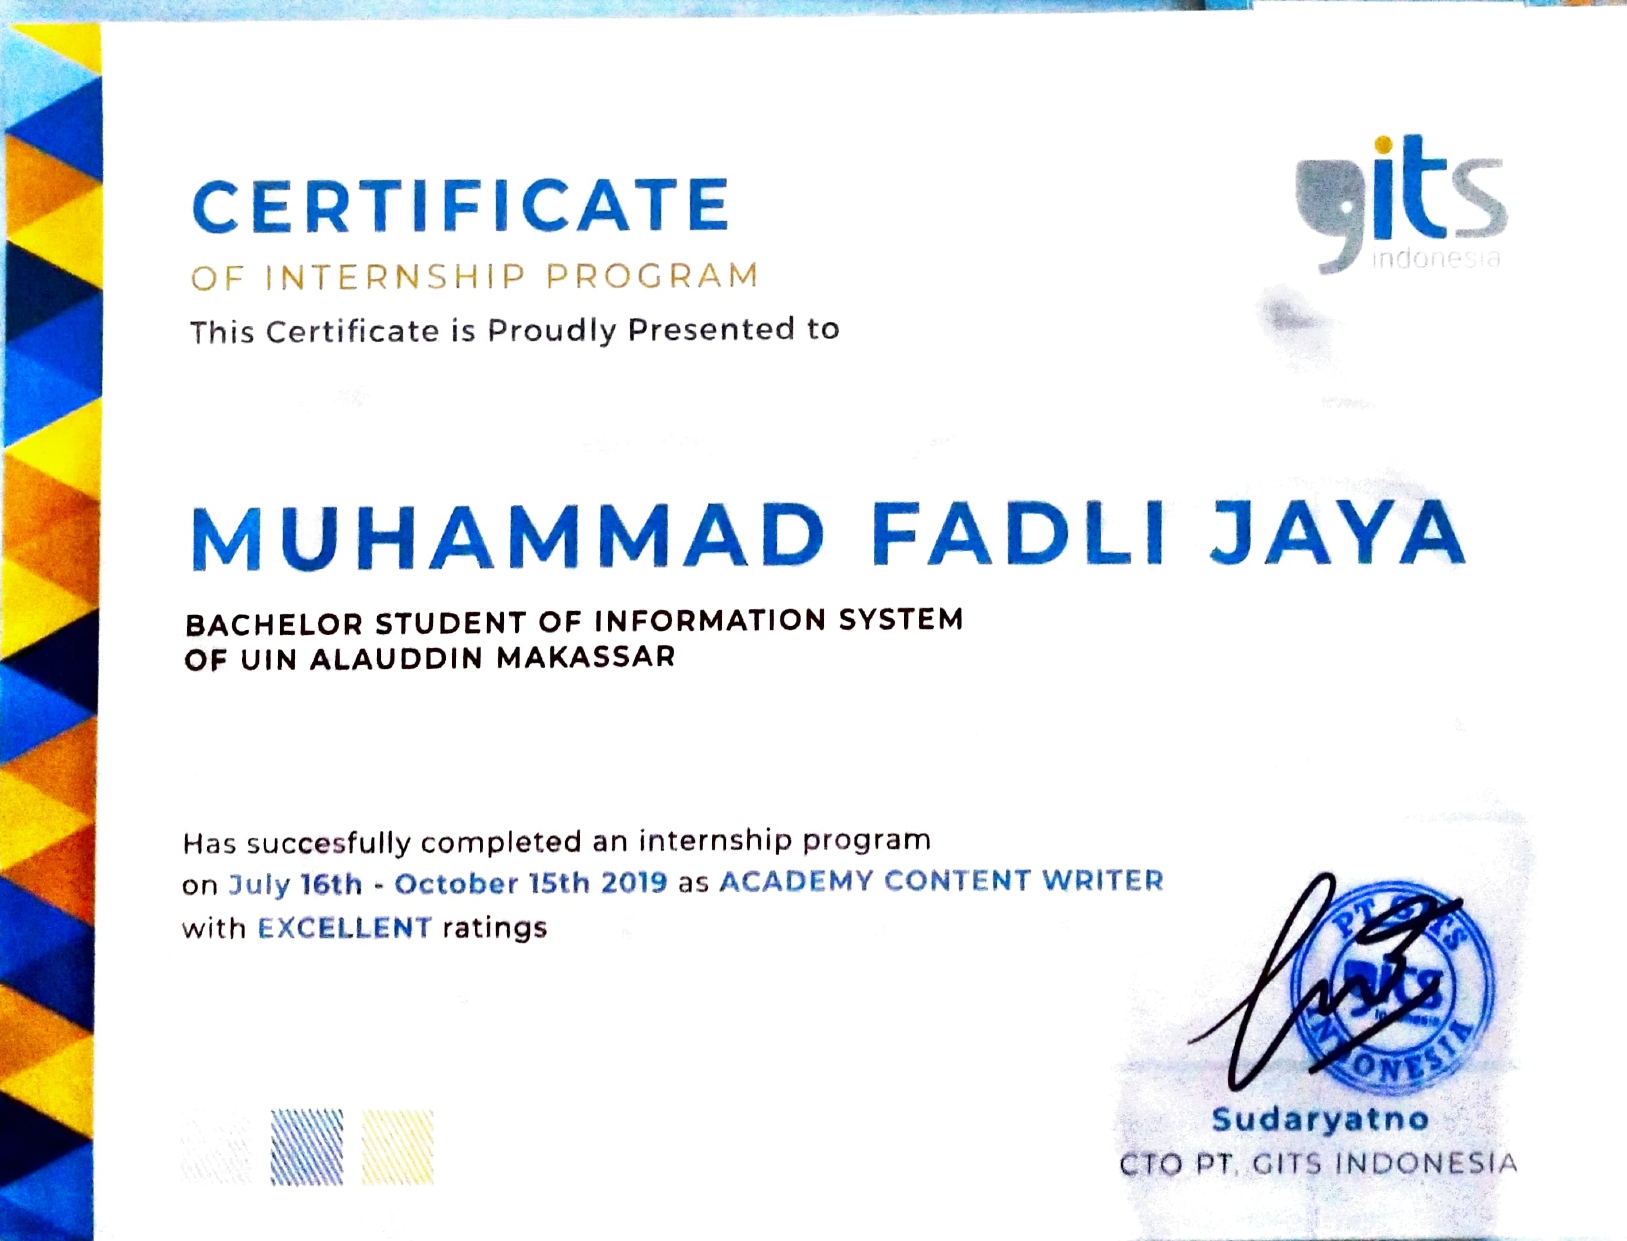 CERTIFICATE
OF INTERNSHIP PROGRAM
This Certificate is Proudly Presented to
gits
indonesia
MUHAMMAD FADLI JAYA
BACHELOR STUDENT OF INFORMATION SYSTEM
OF UIN ALAUDDIN MAKASSAR
Has succesfully completed an internship program
on July 16th - October 15th 2019 as ACADEMY CONTENT WRITER
with EXCELLENT ratings
PT GITS
gits
indonesia
INDONESIA
Sudaryatno
CTO PT. GITS INDONESIA